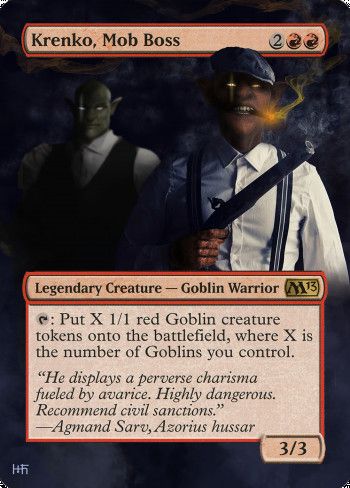 Krenko, Mob Boss 2
Legendary Creature — Goblin Warrior M13
: Put X 1/1 red Goblin creature
tokens onto the battlefield, where X is
the number of Goblins you control.
“He displays a perverse charisma
fueled by avarice. Highly dangerous.
Recommend civil sanctions.”
—Agmand Sarv, Azorius hussar
3/3